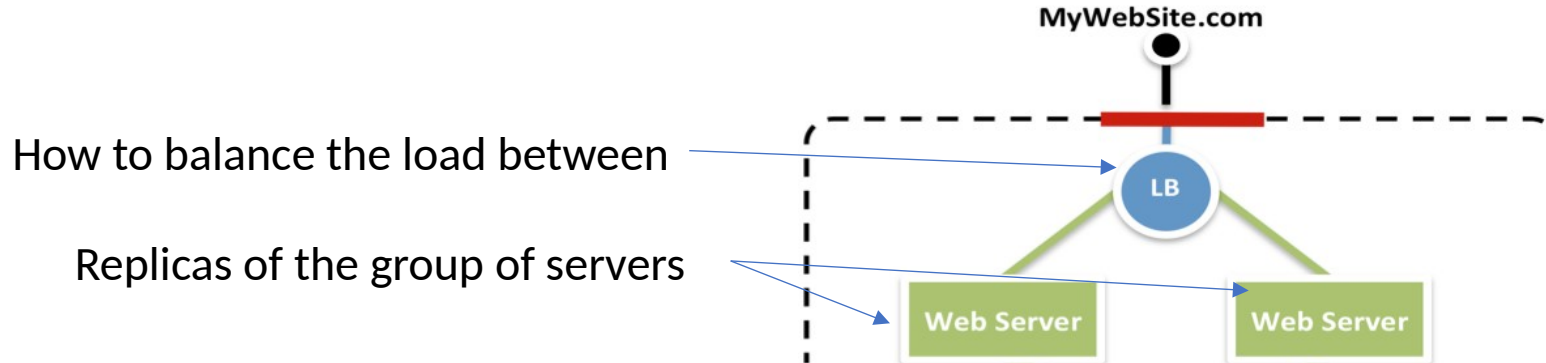 MyWebSite.com
How to balance the load between
LB
Replicas of the group of servers
Web Server
Web Server